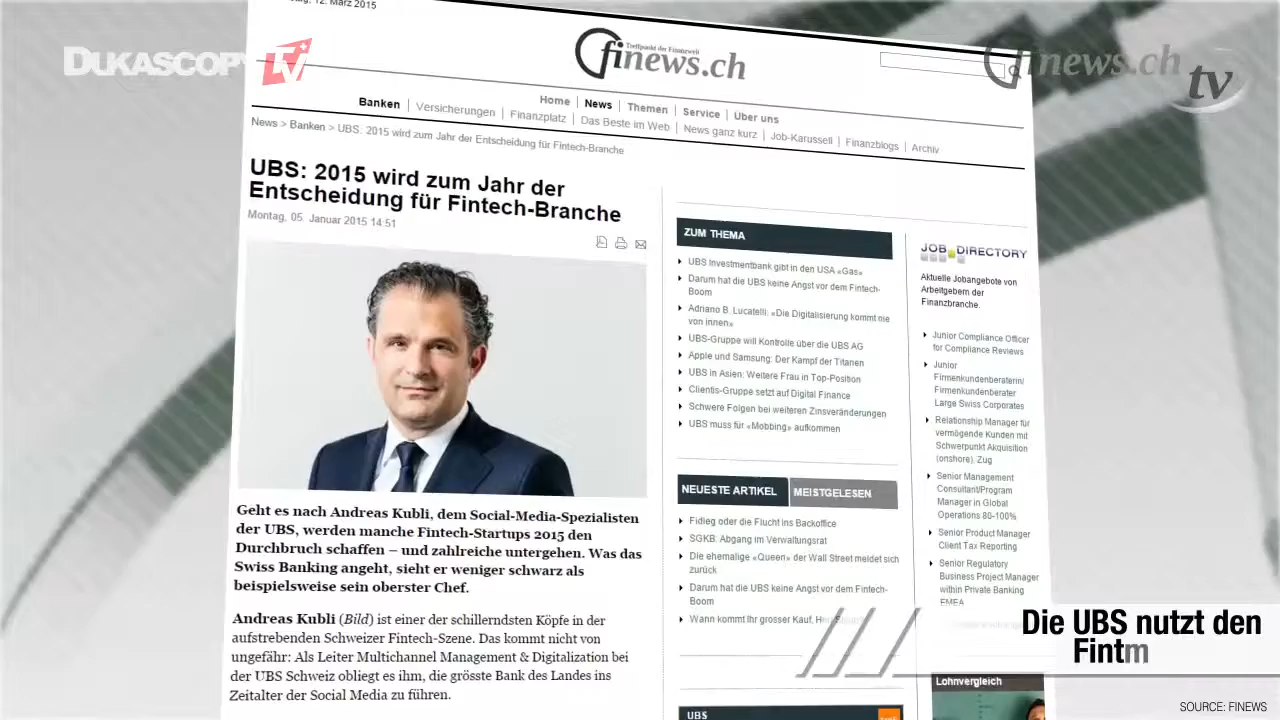 12. März 2015
DUKASCOPY TV
Treffpunkt der Finanzwelt
finews.ch
finews.ch tv
Home | News | Themen | Service | Über uns
Banken | Versicherungen | Finanzplatz | Das Beste im Web | News ganz kurz | Job-Karussell | Finanzblogs | Archiv
News > Banken > UBS: 2015 wird zum Jahr der Entscheidung für Fintech-Branche
UBS: 2015 wird zum Jahr der
Entscheidung für Fintech-Branche
Montag, 05. Januar 2015 14:51
Geht es nach Andreas Kubli, dem Social-Media-Spezialisten
der UBS, werden manche Fintech-Startups 2015 den
Durchbruch schaffen – und zahlreiche untergehen. Was das
Swiss Banking angeht, sieht er weniger schwarz als
beispielsweise sein oberster Chef.
Andreas Kubli (Bild) ist einer der schillerndsten Köpfe in der
aufstrebenden Schweizer Fintech-Szene. Das kommt nicht von
ungefähr: Als Leiter Multichannel Management & Digitalization bei
der UBS Schweiz obliegt es ihm, die grösste Bank des Landes ins
Zeitalter der Social Media zu führen.
ZUM THEMA
UBS Investmentbank gibt in den USA «Gas»
Darum hat die UBS keine Angst vor dem Fintech-
Boom
Adriano B. Lucatelli: «Die Digitalisierung kommt nie
von innen»
UBS-Gruppe will Kontrolle über die UBS AG
Apple und Samsung: Der Kampf der Titanen
UBS in Asien: Weitere Frau in Top-Position
Clientis-Gruppe setzt auf Digital Finance
Schwere Folgen bei weiteren Zinsveränderungen
UBS muss für «Mobbing» aufkommen
NEUESTE ARTIKEL
MEISTGELESEN
Fidleg oder die Flucht ins Backoffice
SGKB: Abgang im Verwaltungsrat
Die ehemalige «Queen» der Wall Street meldet sich
zurück
Darum hat die UBS keine Angst vor dem Fintech-
Boom
Wann kommt Ihr grosser Kauf,
UBS
JOB DIRECTORY
Aktuelle Jobangebote von
Arbeitgebern der
Finanzbranche.
Junior Compliance Officer
for Compliance Reviews
Junior
Firmenkundenberaterin/
Firmenkundenberater
Large Swiss Corporates
Relationship Manager für
vermögende Kunden mit
Schwerpunkt Akquisition
(onshore), Zug
Senior Management
Consultant/Program
Manager in Global
Operations 80-100%
Senior Product Manager
Client Tax Reporting
Senior Regulatory
Business Project Manager
within Private Banking
EMEA
Lohnvergleich
Die UBS nutzt den
Fintm
SOURCE: FINEWS